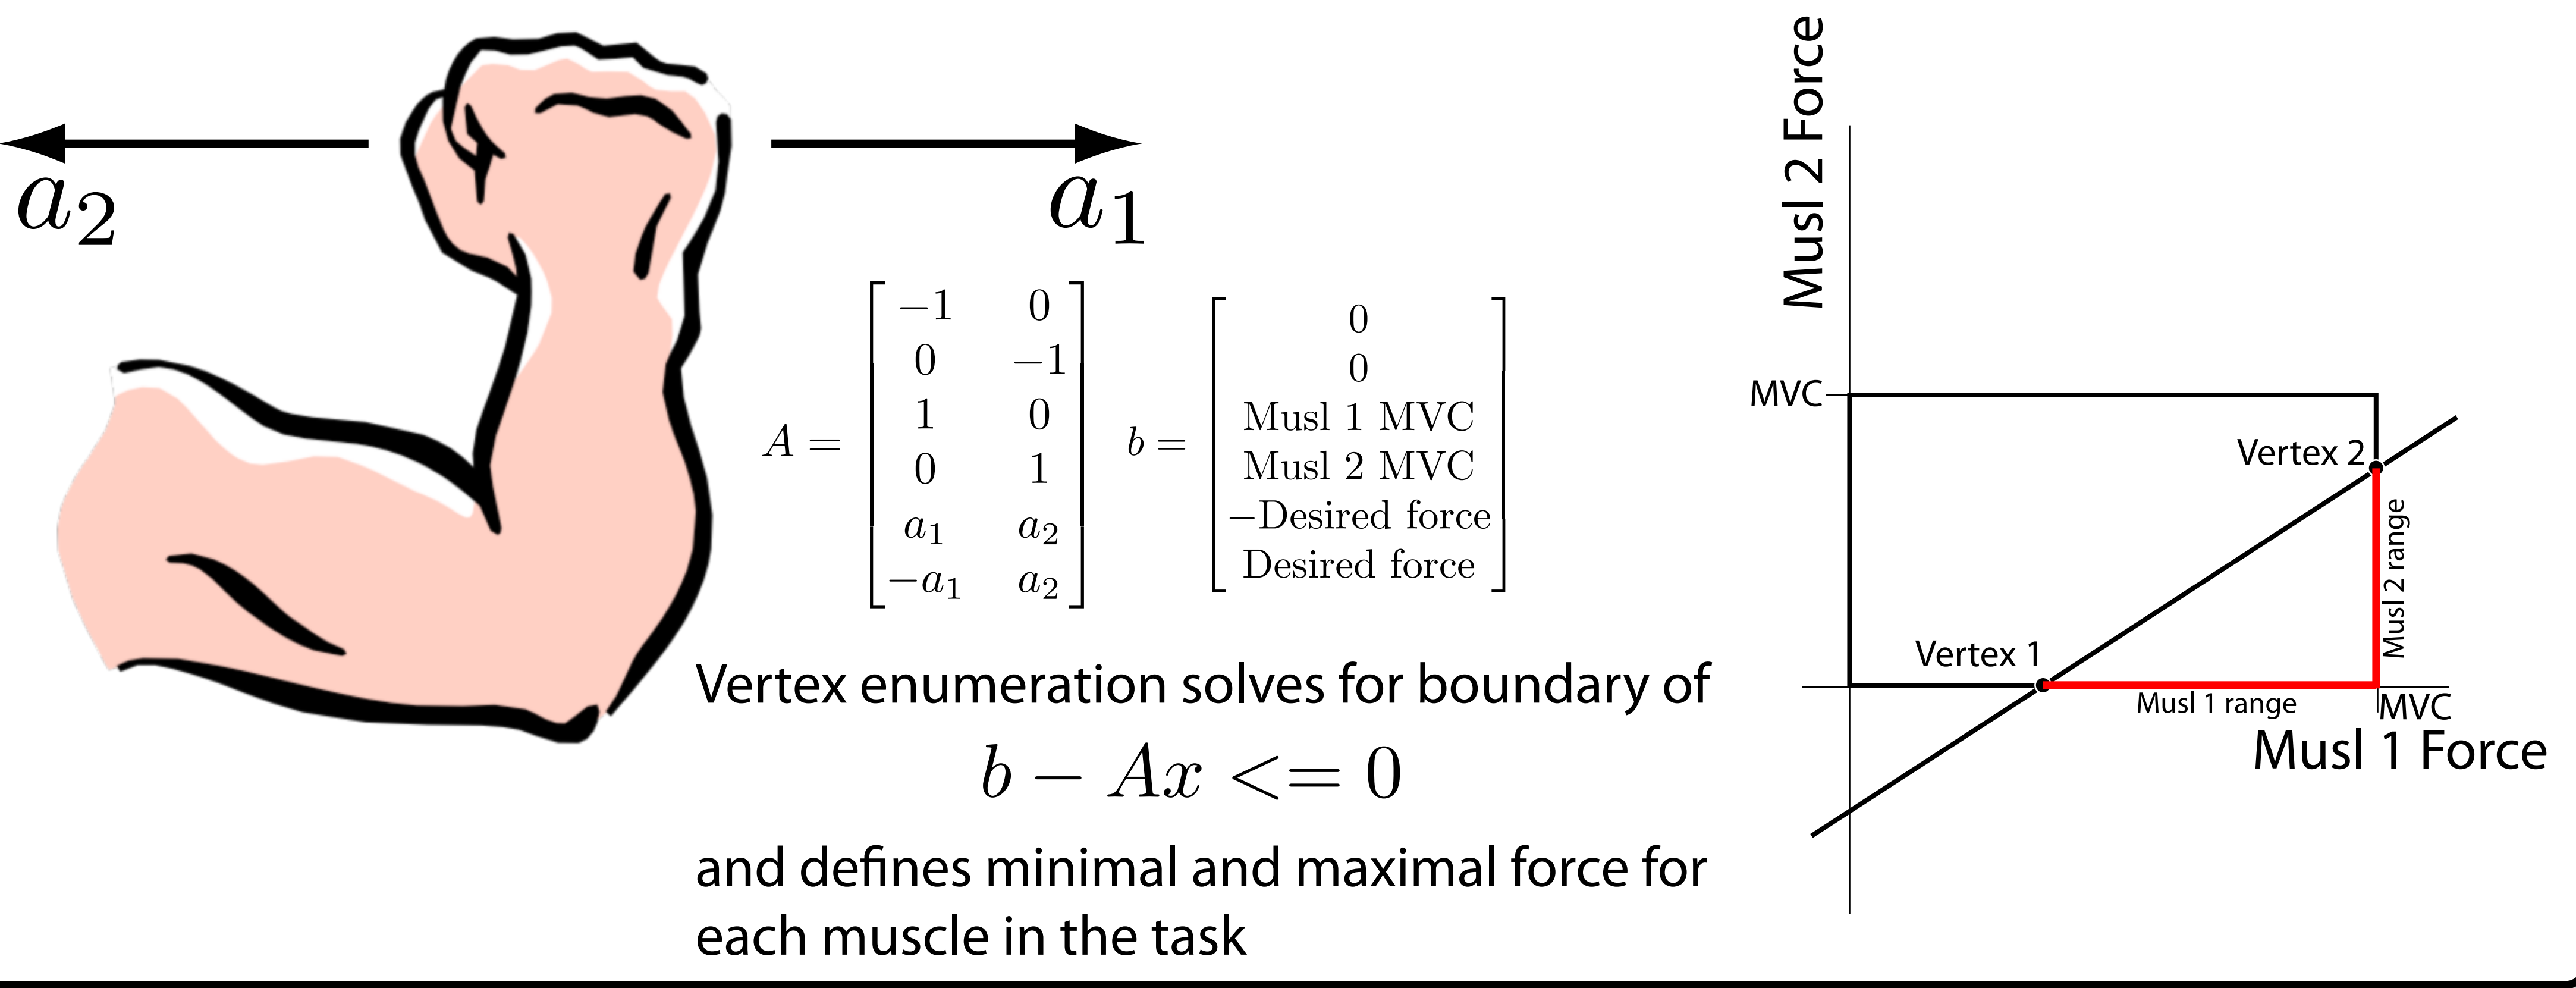 a₂
a₁
A = [ −1 0
0 −1
1 0
0 1
a₁ a₂
−a₁ a₂ ]
b = [ 0
0
Musl 1 MVC
Musl 2 MVC
−Desired force
Desired force ]
Vertex enumeration solves for boundary of
b − Ax <= 0
and defines minimal and maximal force for
each muscle in the task
Musl 2 Force
MVC
Vertex 2
Musl 2 range
Vertex 1
Musl 1 range
MVC
Musl 1 Force